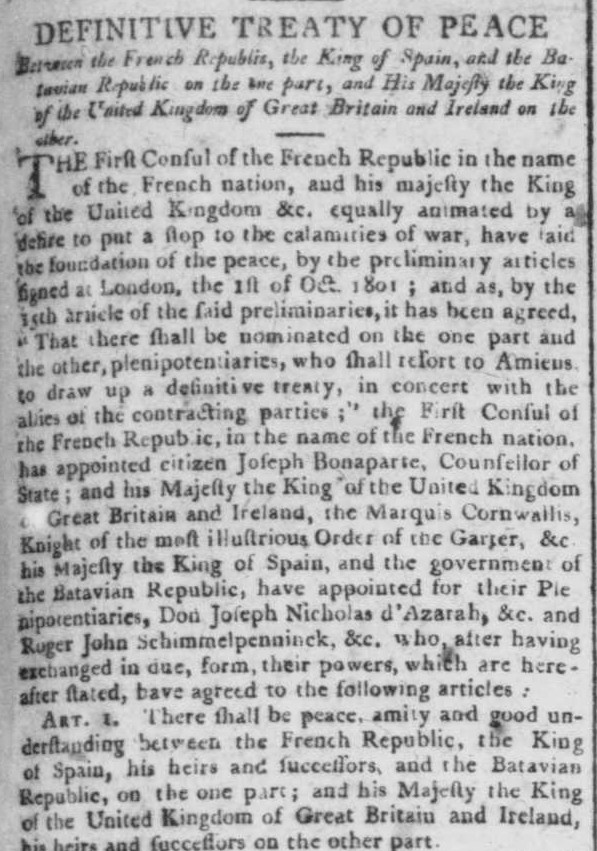 DEFINITIVE TREATY OF PEACE
Between the French Republic, the King of Spain, and the Ba-
tavian Republic on the one part, and His Majesty the King
of the United Kingdom of Great Britain and Ireland on the
other.
THE First Consul of the French Republic in the name
of the French nation, and his majesty the King
of the United Kingdom &c. equally animated by a
desire to put a stop to the calamities of war, have laid
the foundation of the peace, by the preliminary articles
signed at London, the 1st of Oct. 1801 ; and as, by the
15th article of the said preliminaries, it has been agreed,
"That there shall be nominated on the one part and
the other, plenipotentiaries, who shall resort to Amiens
to draw up a definitive treaty, in concert with the
allies of the contracting parties ;" the First Consul of
the French Republic, in the name of the French nation,
has appointed citizen Joseph Bonaparte, Counsellor of
State ; and his Majesty the King of the United Kingdom
Great Britain and Ireland, the Marquis Cornwallis,
Knight of the most illustrious Order of the Garter, &c
his Majesty the King of Spain, and the government of
the Batavian Republic, have appointed for their Ple
nipotentiaries, Don Joseph Nicholas d'Azarah, &c. and
Roger John Schimmelpenninck, &c. who, after having
exchanged in due, form, their powers, which are here-
after stated, have agreed to the following articles :
ART. 1. There shall be peace, amity and good un-
derstanding between the French Republic, the King
of Spain, his heirs and successors, and the Batavian
Republic, on the one part ; and his Majesty the King
of the United Kingdom of Great Britain and Ireland,
his heirs and successors on the other part.